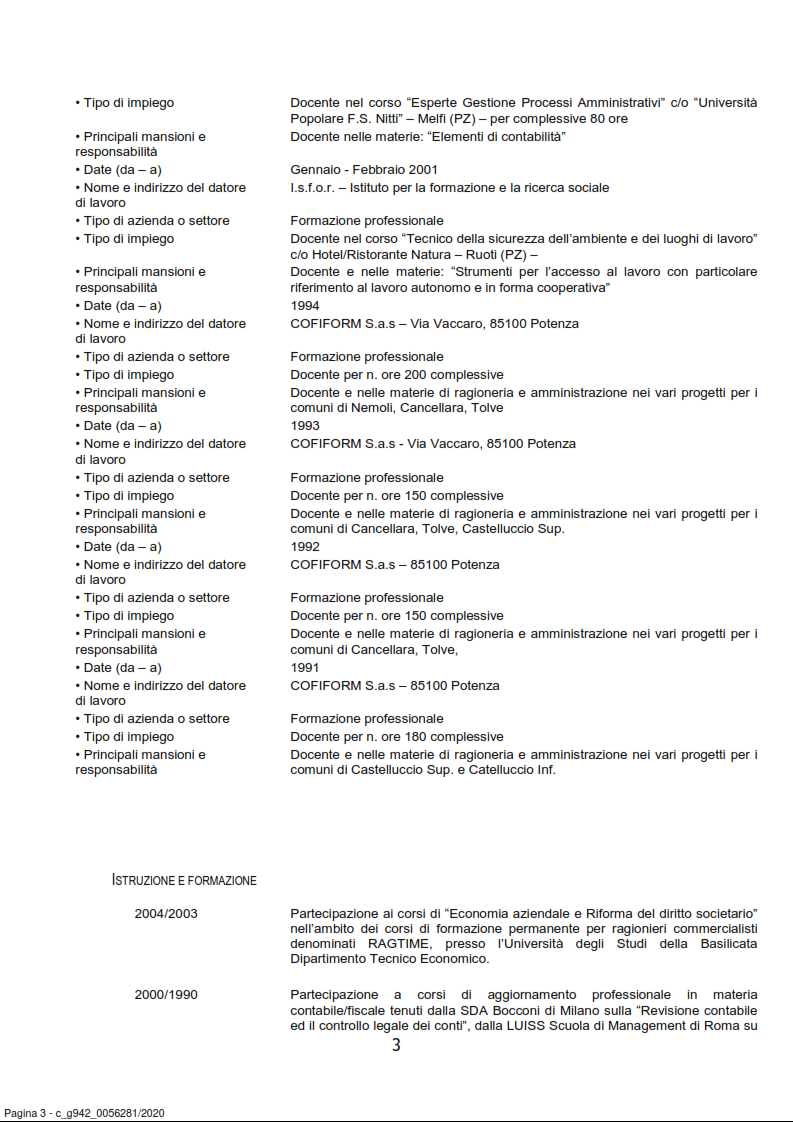 • Tipo di impiego Docente nel corso “Esperte Gestione Processi Amministrativi” c/o “Università
Popolare F.S. Nitti” – Melfi (PZ) – per complessive 80 ore
• Principali mansioni e Docente nelle materie: “Elementi di contabilità”
responsabilità
• Date (da – a) Gennaio - Febbraio 2001
• Nome e indirizzo del datore I.s.f.o.r. – Istituto per la formazione e la ricerca sociale
di lavoro
• Tipo di azienda o settore Formazione professionale
• Tipo di impiego Docente nel corso “Tecnico della sicurezza dell’ambiente e dei luoghi di lavoro”
c/o Hotel/Ristorante Natura – Ruoti (PZ) –
• Principali mansioni e Docente e nelle materie: “Strumenti per l’accesso al lavoro con particolare
responsabilità riferimento al lavoro autonomo e in forma cooperativa”
• Date (da – a) 1994
• Nome e indirizzo del datore COFIFORM S.a.s – Via Vaccaro, 85100 Potenza
di lavoro
• Tipo di azienda o settore Formazione professionale
• Tipo di impiego Docente per n. ore 200 complessive
• Principali mansioni e Docente e nelle materie di ragioneria e amministrazione nei vari progetti per i
responsabilità comuni di Nemoli, Cancellara, Tolve
• Date (da – a) 1993
• Nome e indirizzo del datore COFIFORM S.a.s - Via Vaccaro, 85100 Potenza
di lavoro
• Tipo di azienda o settore Formazione professionale
• Tipo di impiego Docente per n. ore 150 complessive
• Principali mansioni e Docente e nelle materie di ragioneria e amministrazione nei vari progetti per i
responsabilità comuni di Cancellara, Tolve, Castelluccio Sup.
• Date (da – a) 1992
• Nome e indirizzo del datore COFIFORM S.a.s – 85100 Potenza
di lavoro
• Tipo di azienda o settore Formazione professionale
• Tipo di impiego Docente per n. ore 150 complessive
• Principali mansioni e Docente e nelle materie di ragioneria e amministrazione nei vari progetti per i
responsabilità comuni di Cancellara, Tolve,
• Date (da – a) 1991
• Nome e indirizzo del datore COFIFORM S.a.s – 85100 Potenza
di lavoro
• Tipo di azienda o settore Formazione professionale
• Tipo di impiego Docente per n. ore 180 complessive
• Principali mansioni e Docente e nelle materie di ragioneria e amministrazione nei vari progetti per i
responsabilità comuni di Castelluccio Sup. e Catelluccio Inf.
ISTRUZIONE E FORMAZIONE
2004/2003 Partecipazione ai corsi di “Economia aziendale e Riforma del diritto societario”
nell’ambito dei corsi di formazione permanente per ragionieri commercialisti
denominati RAGTIME, presso l’Università degli Studi della Basilicata
Dipartimento Tecnico Economico.
2000/1990 Partecipazione a corsi di aggiornamento professionale in materia
contabile/fiscale tenuti dalla SDA Bocconi di Milano sulla “Revisione contabile
ed il controllo legale dei conti”, dalla LUISS Scuola di Management di Roma su
3
Pagina 3 - c_g942_0056281/2020